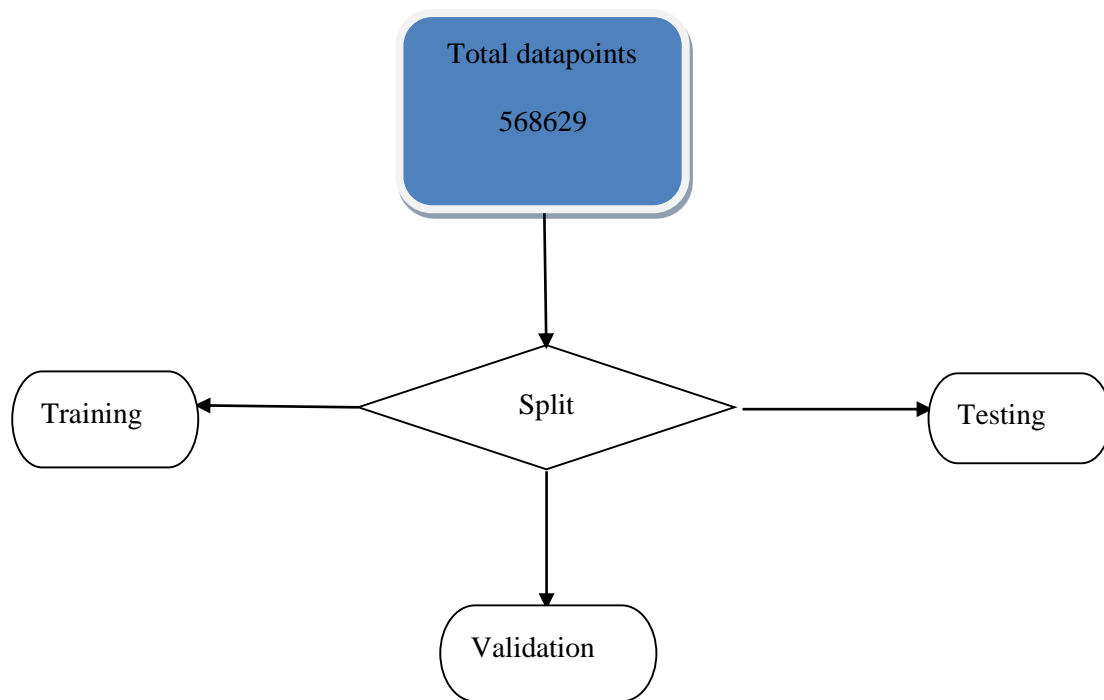 Total datapoints
568629
Split
Training
Testing
Validation